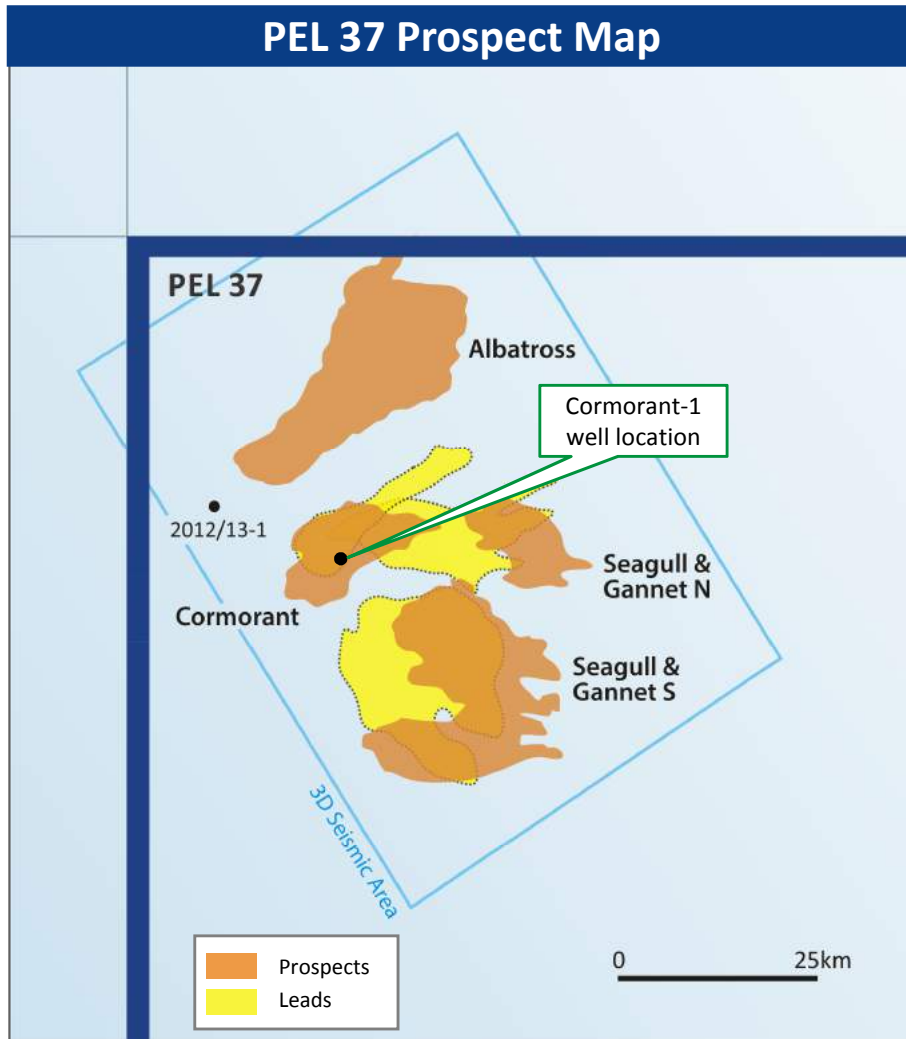 PEL 37 Prospect Map
PEL 37
Albatross
Cormorant-1
well location
2012/13-1
Cormorant
Seagull &
Gannet N
Seagull &
Gannet S
3D Seismic Area
Prospects
Leads
0 25km